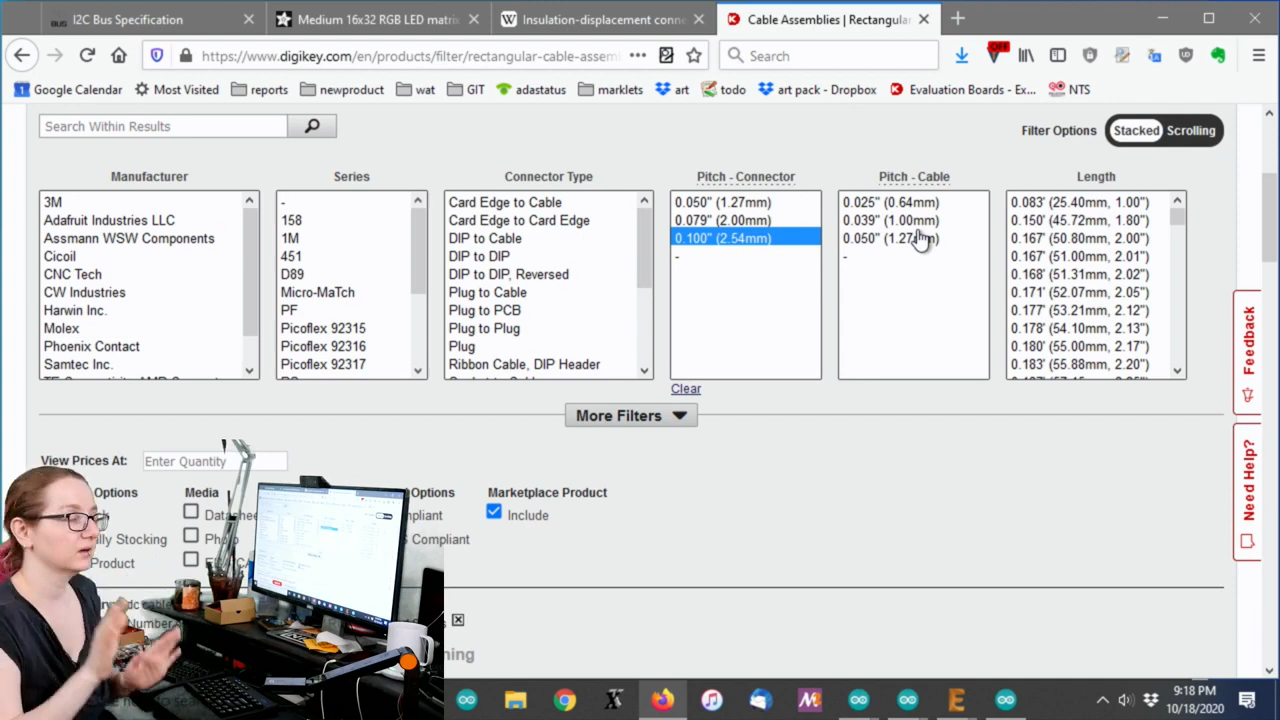 BUS
I2C Bus Specification
Medium 16x32 RGB LED matrix
W Insulation-displacement conne
Cable Assemblies | Rectangula
https://www.digikey.com/en/products/filter/rectangular-cable-assem
Search
OFF
Google Calendar
Most Visited
reports
newproduct
wat
GIT
adastatus
marklets
art
todo
art pack - Dropbox
Evaluation Boards - Ex...
NTS
Search Within Results
Filter Options
Stacked
Scrolling
Manufacturer
3M
Adafruit Industries LLC
Assmann WSW Components
Cicoil
CNC Tech
CW Industries
Harwin Inc.
Molex
Phoenix Contact
Samtec Inc.
Series
-
158
1M
451
D89
Micro-MaTch
PF
Picoflex 92315
Picoflex 92316
Picoflex 92317
Connector Type
Card Edge to Cable
Card Edge to Card Edge
DIP to Cable
DIP to DIP
DIP to DIP, Reversed
Plug to Cable
Plug to PCB
Plug to Plug
Plug
Ribbon Cable, DIP Header
Pitch - Connector
0.050" (1.27mm)
0.079" (2.00mm)
0.100" (2.54mm)
-
Clear
Pitch - Cable
0.025" (0.64mm)
0.039" (1.00mm)
0.050" (1.27mm)
-
Length
0.083' (25.40mm, 1.00")
0.150' (45.72mm, 1.80")
0.167' (50.80mm, 2.00")
0.167' (51.00mm, 2.01")
0.168' (51.31mm, 2.02")
0.171' (52.07mm, 2.05")
0.177' (53.21mm, 2.12")
0.178' (54.10mm, 2.13")
0.180' (55.00mm, 2.17")
0.183' (55.88mm, 2.20")
Feedback
More Filters
Need Help?
View Prices At:
Enter Quantity
Options
Media
Options
Marketplace Product
Include
Stocking
Compliant
Product
9:18 PM
10/18/2020